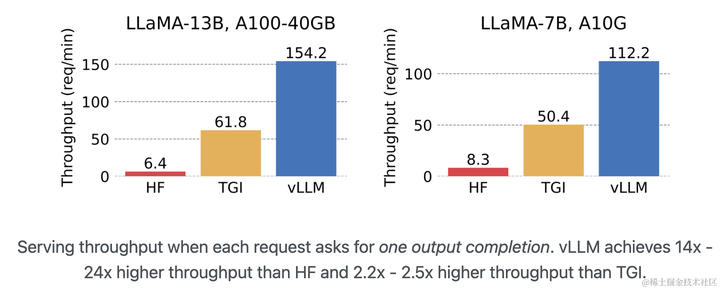 LLaMA-13B, A100-40GB
Throughput (req/min)
150
100
50
0
6.4
61.8
154.2
HF TGI vLLM
LLaMA-7B, A10G
Throughput (req/min)
100
50
0
8.3
50.4
112.2
HF TGI vLLM
Serving throughput when each request asks for one output completion. vLLM achieves 14x -
24x higher throughput than HF and 2.2x - 2.5x higher throughput than TGI.
@稀土掘金技术社区